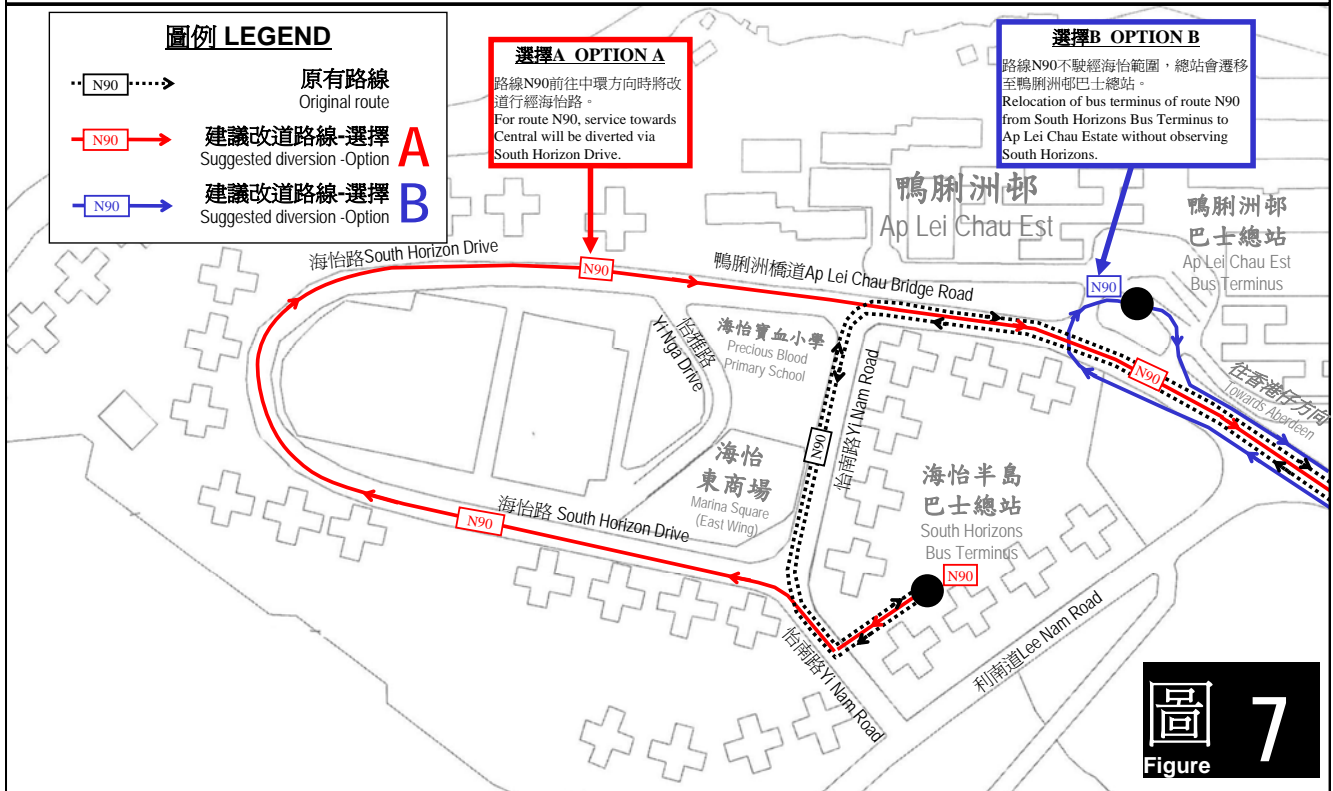 圖例 LEGEND
N90
原有路線
Original route
N90
建議改道路線-選擇 A
Suggested diversion -Option
N90
建議改道路線-選擇 B
Suggested diversion -Option
選擇A OPTION A
路線N90前往中環方向時將改
道行經海怡路。
For route N90, service towards
Central will be diverted via
South Horizon Drive.
選擇B OPTION B
路線N90不駛經海怡範圍，總站會遷移
至鴨脷洲邨巴士總站。
Relocation of bus terminus of route N90
from South Horizons Bus Terminus to
Ap Lei Chau Estate without observing
South Horizons.
鴨脷洲邨
Ap Lei Chau Est
鴨脷洲邨
巴士總站
Ap Lei Chau Est
Bus Terminus
海怡路South Horizon Drive
N90
鴨脷洲橋道Ap Lei Chau Bridge Road
N90
怡雅路
Yi Nga Drive
海怡寶血小學
Precious Blood
Primary School
N90
怡南路Yi Nam Road
N90
往香港仔方向
Towards Aberdeen
海怡
東商場
Marina Square
(East Wing)
海怡半島
巴士總站
South Horizons
Bus Terminus
N90
海怡路 South Horizon Drive
N90
怡南路Yi Nam Road
利南道Lee Nam Road
圖 7
Figure